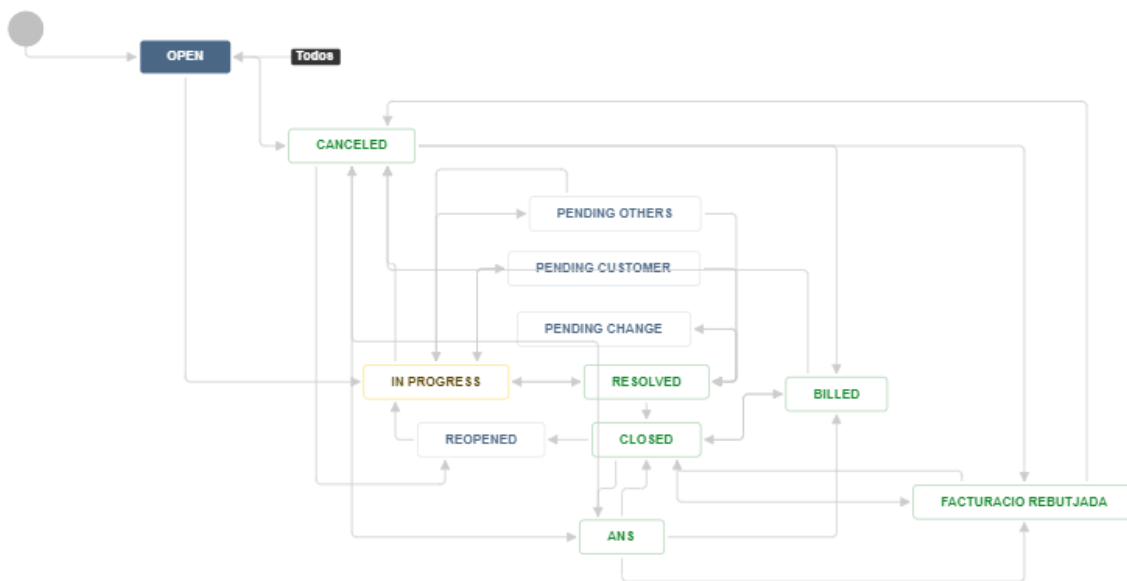 OPEN
Todos
CANCELED
PENDING OTHERS
PENDING CUSTOMER
PENDING CHANGE
IN PROGRESS
RESOLVED
BILLED
REOPENED
CLOSED
FACTURACIO REBUTJADA
ANS